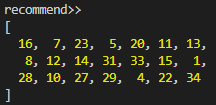 recommend>>
[
  16,  7, 23,  5, 20, 11, 13,
   8, 12, 14, 31, 33, 15,  1,
  28, 10, 27, 29,  4, 22, 34
]